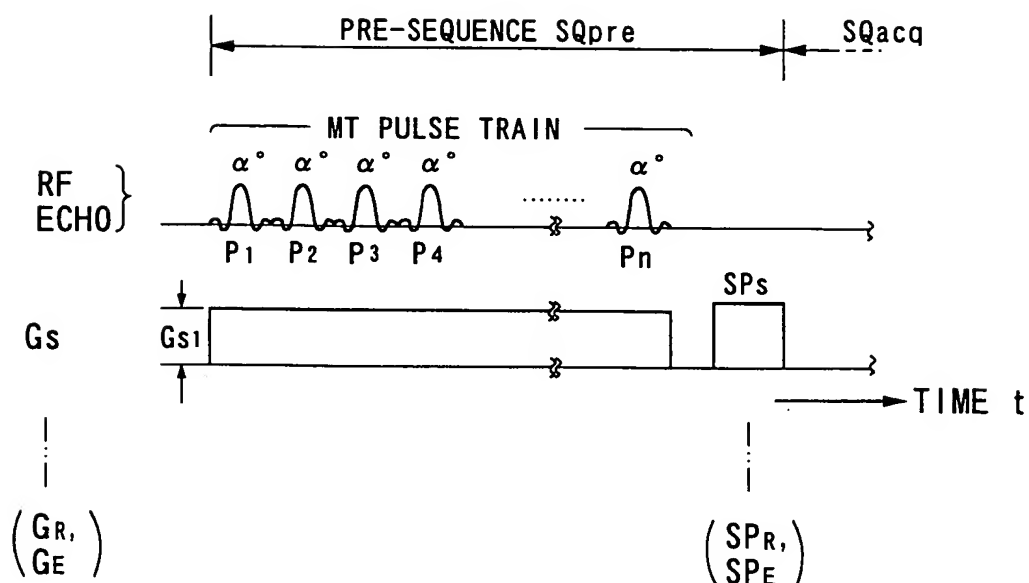 PRE-SEQUENCE SQpre
SQacq
MT PULSE TRAIN
α° α° α° α° α°
RF
ECHO
P1 P2 P3 P4 Pn
SPs
Gs
Gs1
TIME t
(GR,
GE)
(SPR,
SPE)